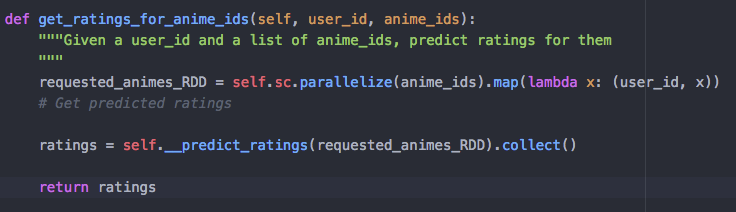 def get_ratings_for_anime_ids(self, user_id, anime_ids):
    """Given a user_id and a list of anime_ids, predict ratings for them
    """
    requested_animes_RDD = self.sc.parallelize(anime_ids).map(lambda x: (user_id, x))
    # Get predicted ratings
    ratings = self.__predict_ratings(requested_animes_RDD).collect()
    return ratings